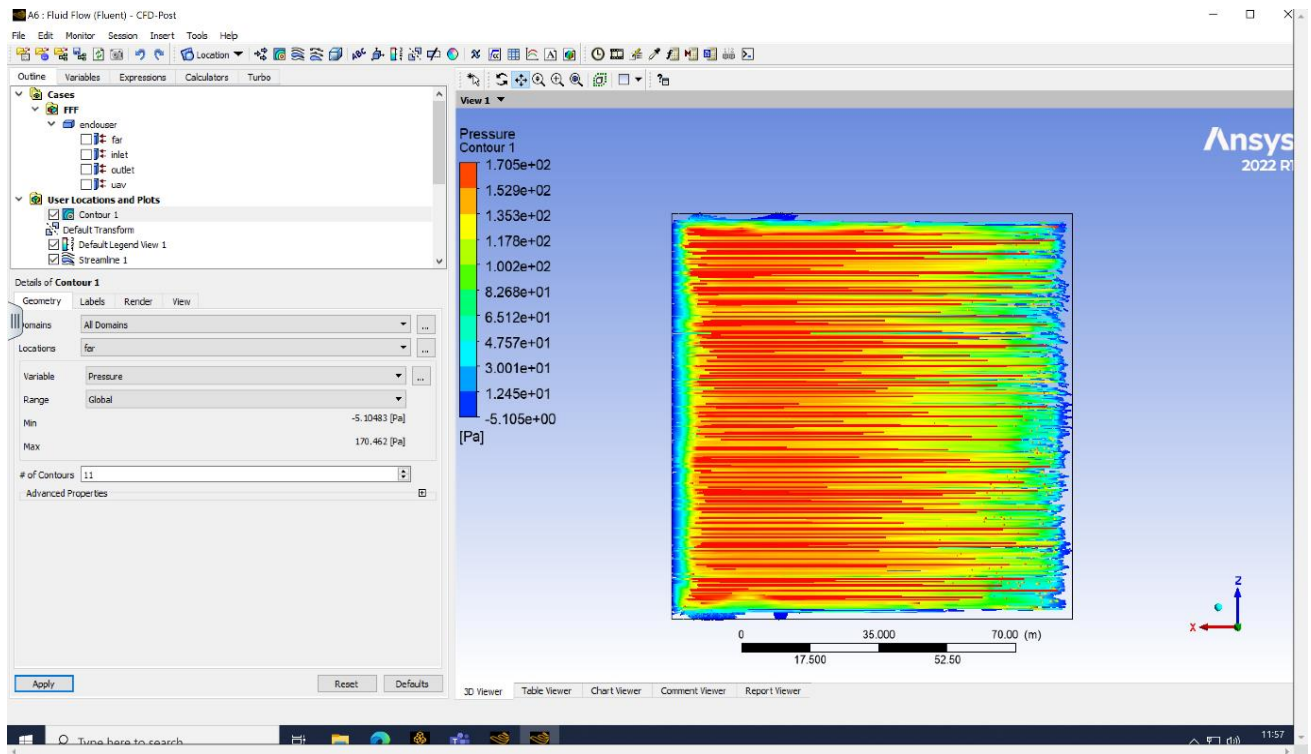 A6 : Fluid Flow (Fluent) - CFD-Post
File Edit Monitor Session Insert Tools Help
Location
Outline Variables Expressions Calculators Turbo
Cases
FFF
enclouser
far
inlet
outlet
uav
User Locations and Plots
Contour 1
Default Transform
Default Legend View 1
Streamline 1
Details of Contour 1
Geometry Labels Render View
omains All Domains ...
Locations far ...
Variable Pressure ...
Range Global
Min -5.10483 [Pa]
Max 170.462 [Pa]
# of Contours 11
Advanced Properties
Apply Reset Defaults
View 1
Pressure
Contour 1
1.705e+02
1.529e+02
1.353e+02
1.178e+02
1.002e+02
8.268e+01
6.512e+01
4.757e+01
3.001e+01
1.245e+01
-5.105e+00
[Pa]
Ansys
2022 R1
0 35.000 70.00 (m)
17.500 52.50
Z
X
3D Viewer Table Viewer Chart Viewer Comment Viewer Report Viewer
Type here to search
11:57